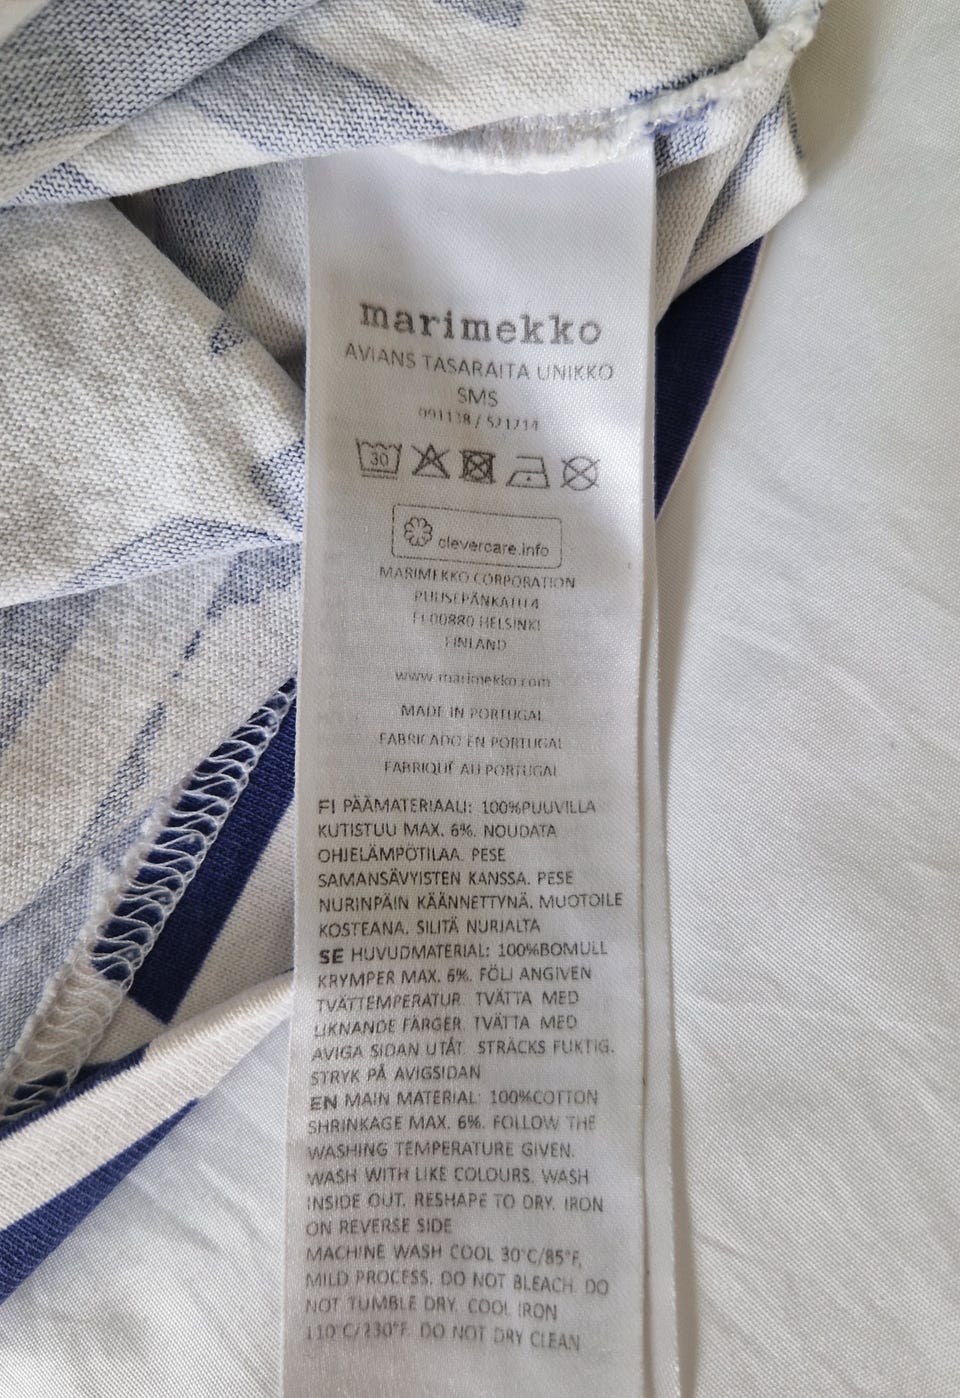 marimekko
AVIANS TASARAITA UNIKKO
SMS
091138 / 521714
30
clevercare.info
MARIMEKKO CORPORATION
PUUSEPÄNKATU 4
FI 00880 HELSINKI
FINLAND
www.marimekko.com
MADE IN PORTUGAL
FABRICADO EN PORTUGAL
FABRIQUÉ AU PORTUGAL
FI PÄÄMATERIAALI: 100%PUUVILLA
KUTISTUU MAX. 6%. NOUDATA
OHJELÄMPÖTILAA. PESE
SAMANSÄVYISTEN KANSSA. PESE
NURINPÄIN KÄÄNNETTYNÄ. MUOTOILE
KOSTEANA. SILITÄ NURJALTA
SE HUVUDMATERIAL: 100%BOMULL
KRYMPER MAX. 6%. FÖLJ ANGIVEN
TVÄTTEMPERATUR. TVÄTTA MED
LIKNANDE FÄRGER. TVÄTTA MED
AVIGA SIDAN UTÅT. STRÄCKS FUKTIG.
STRYK PÅ AVIGSIDAN
EN MAIN MATERIAL: 100%COTTON
SHRINKAGE MAX. 6%. FOLLOW THE
WASHING TEMPERATURE GIVEN.
WASH WITH LIKE COLOURS. WASH
INSIDE OUT. RESHAPE TO DRY. IRON
ON REVERSE SIDE
MACHINE WASH COOL 30°C/85°F,
MILD PROCESS. DO NOT BLEACH. DO
NOT TUMBLE DRY. COOL IRON
110°C/230°F. DO NOT DRY CLEAN